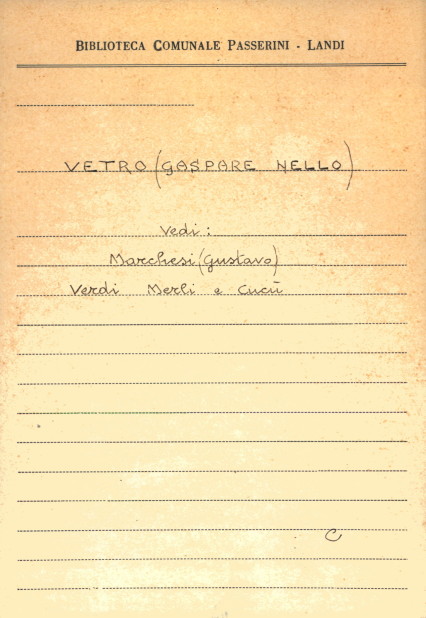 BIBLIOTECA COMUNALE PASSERINI - LANDI
VETRO (GASPARE NELLO)
Vedi:
Marchesi (Gustavo)
Verdi Merli e Cucù
C